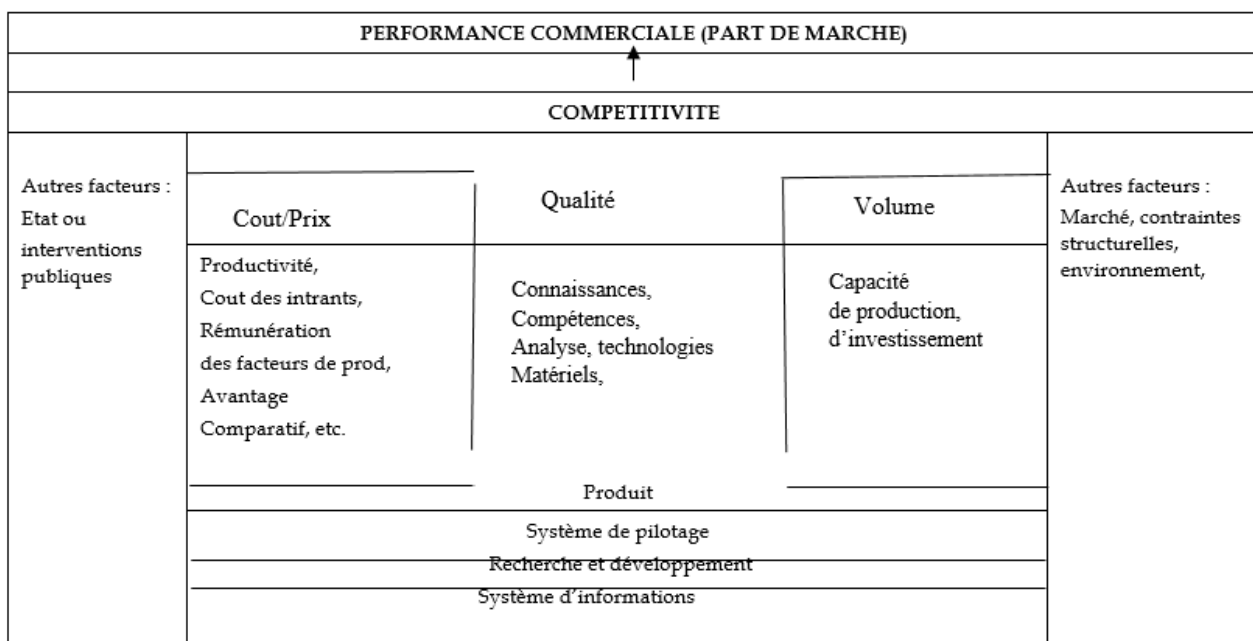 PERFORMANCE COMMERCIALE (PART DE MARCHE)
COMPETITIVITE
Autres facteurs :
Etat ou
interventions
publiques
Cout/Prix
Productivité,
Cout des intrants,
Rémunération
des facteurs de prod,
Avantage
Comparatif, etc.
Qualité
Connaissances,
Compétences,
Analyse, technologies
Matériels,
Volume
Capacité
de production,
d’investissement
Autres facteurs :
Marché, contraintes
structurelles,
environnement,
Produit
Système de pilotage
Recherche et développement
Système d’informations